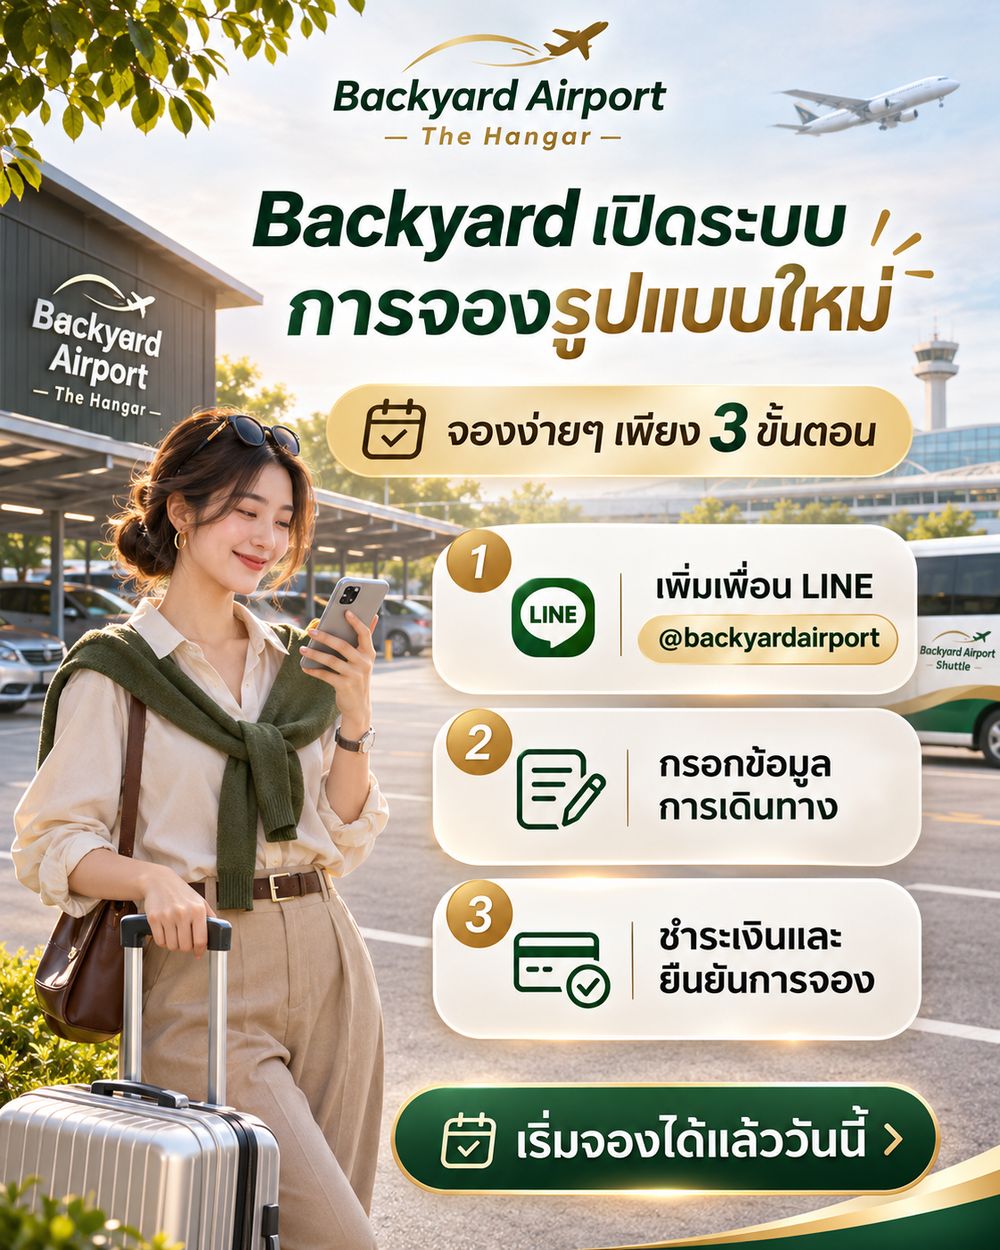 Backyard Airport
— The Hangar —
Backyard เปิดระบบ
การจองรูปแบบใหม่
Backyard
Airport
— The Hangar —
จองง่ายๆ เพียง 3 ขั้นตอน
1
LINE
เพิ่มเพื่อน LINE
@backyardairport
Backyard Airport
Shuttle
2
กรอกข้อมูล
การเดินทาง
3
ชำระเงินและ
ยืนยันการจอง
เริ่มจองได้แล้ววันนี้